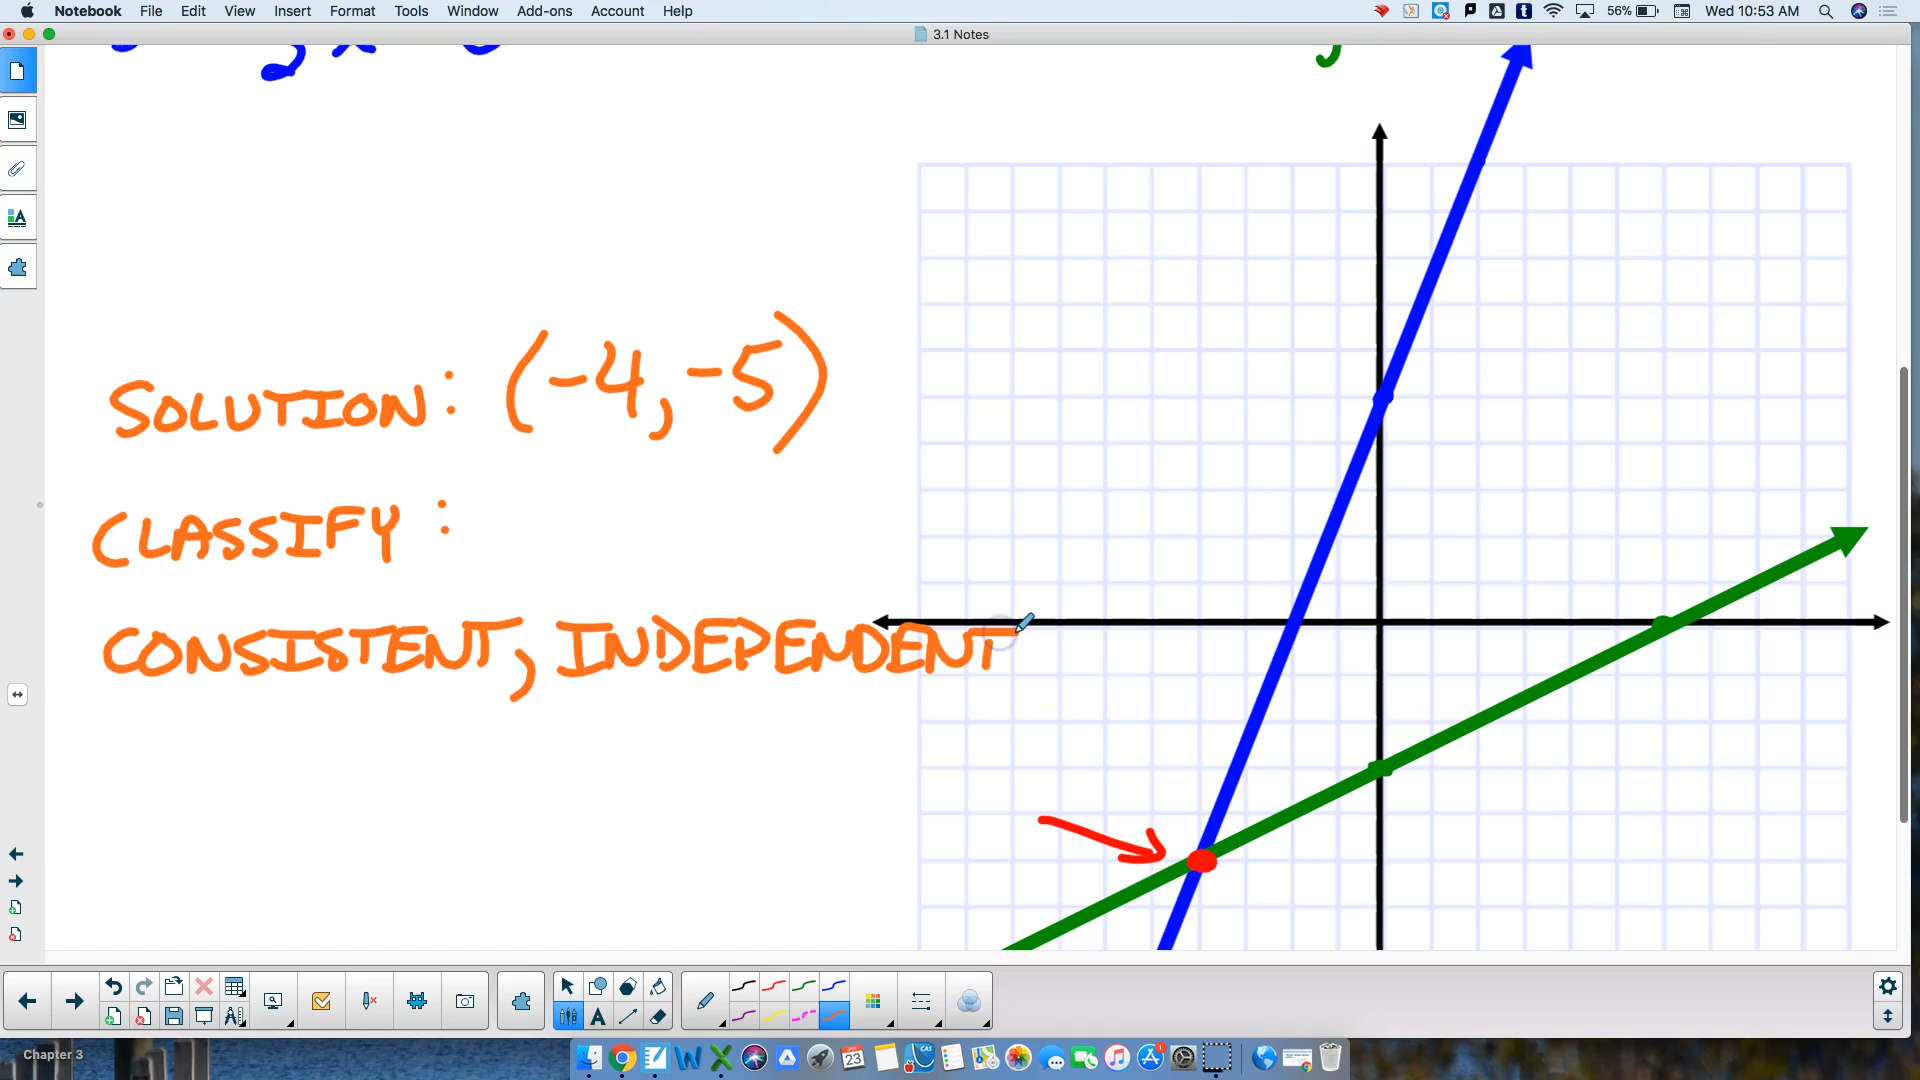 Notebook File Edit View Insert Format Tools Window Add-ons Account Help 56% Wed 10:53 AM
3.1 Notes
SOLUTION: (-4, -5)
CLASSIFY:
CONSISTENT, INDEPENDENT
Chapter 3